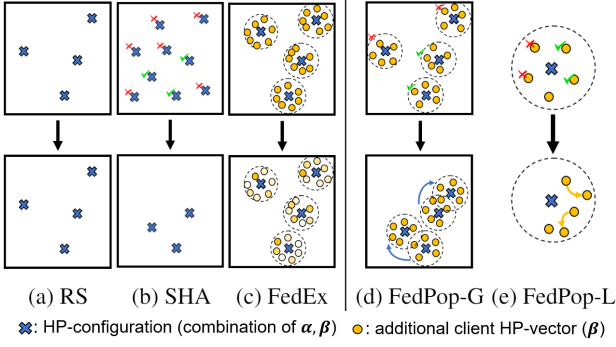 (a) RS (b) SHA (c) FedEx (d) FedPop-G (e) FedPop-L
: HP-configuration (combination of α, β) : additional client HP-vector (β)